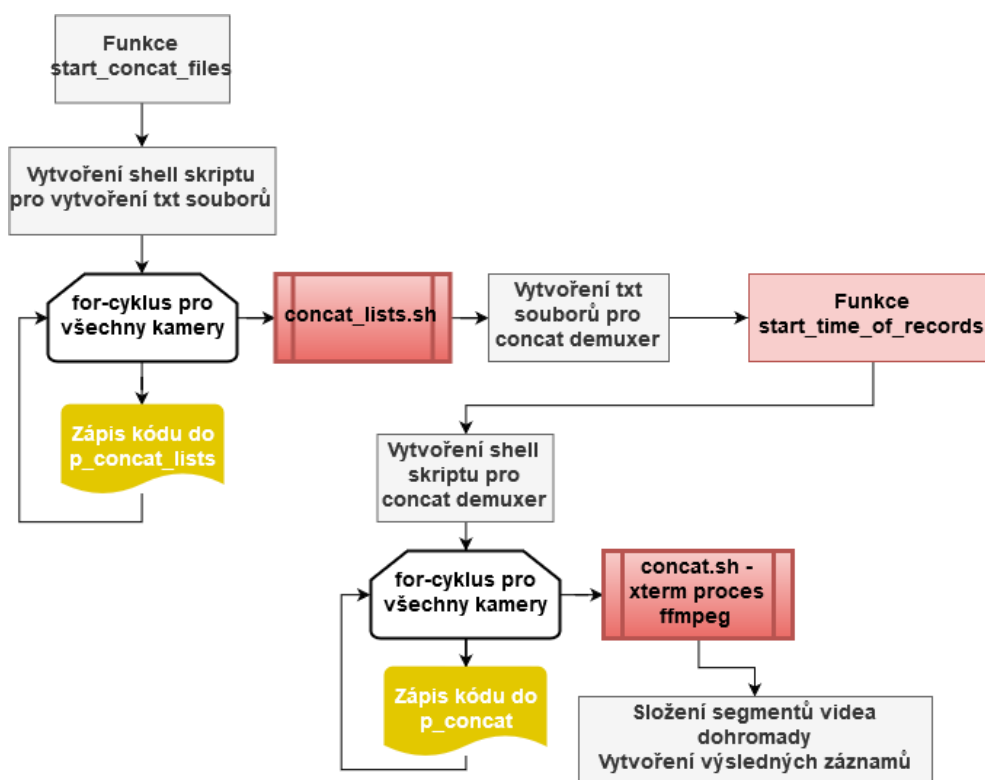 Funkce
start_concat_files
Vytvoření shell skriptu
pro vytvoření txt souborů
for-cyklus pro
všechny kamery
concat_lists.sh
Vytvoření txt
souborů pro
concat demuxer
Funkce
start_time_of_records
Zápis kódu do
p_concat_lists
Vytvoření shell
skriptu pro
concat demuxer
for-cyklus pro
všechny kamery
concat.sh -
xterm proces
ffmpeg
Zápis kódu do
p_concat
Složení segmentů videa
dohromady
Vytvoření výsledných záznamů